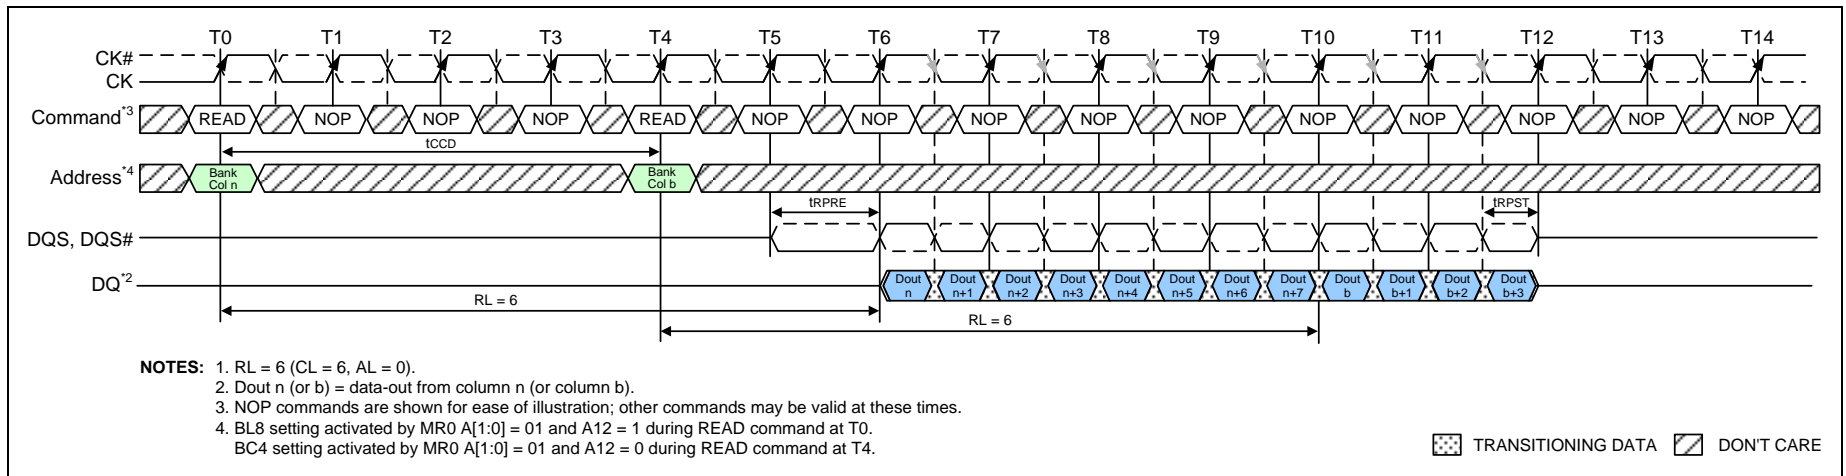 T0 T1 T2 T3 T4 T5 T6 T7 T8 T9 T10 T11 T12 T13 T14
CK#
CK
Command*3 READ NOP NOP NOP READ NOP NOP NOP NOP NOP NOP NOP NOP NOP NOP
tCCD
Address*4 Bank Col n Bank Col b
tRPRE tRPST
DQS, DQS#
DQ*2 Dout n Dout n+1 Dout n+2 Dout n+3 Dout n+4 Dout n+5 Dout n+6 Dout n+7 Dout b Dout b+1 Dout b+2 Dout b+3
RL = 6
RL = 6
NOTES: 1. RL = 6 (CL = 6, AL = 0).
2. Dout n (or b) = data-out from column n (or column b).
3. NOP commands are shown for ease of illustration; other commands may be valid at these times.
4. BL8 setting activated by MR0 A[1:0] = 01 and A12 = 1 during READ command at T0.
BC4 setting activated by MR0 A[1:0] = 01 and A12 = 0 during READ command at T4.
TRANSITIONING DATA DON'T CARE